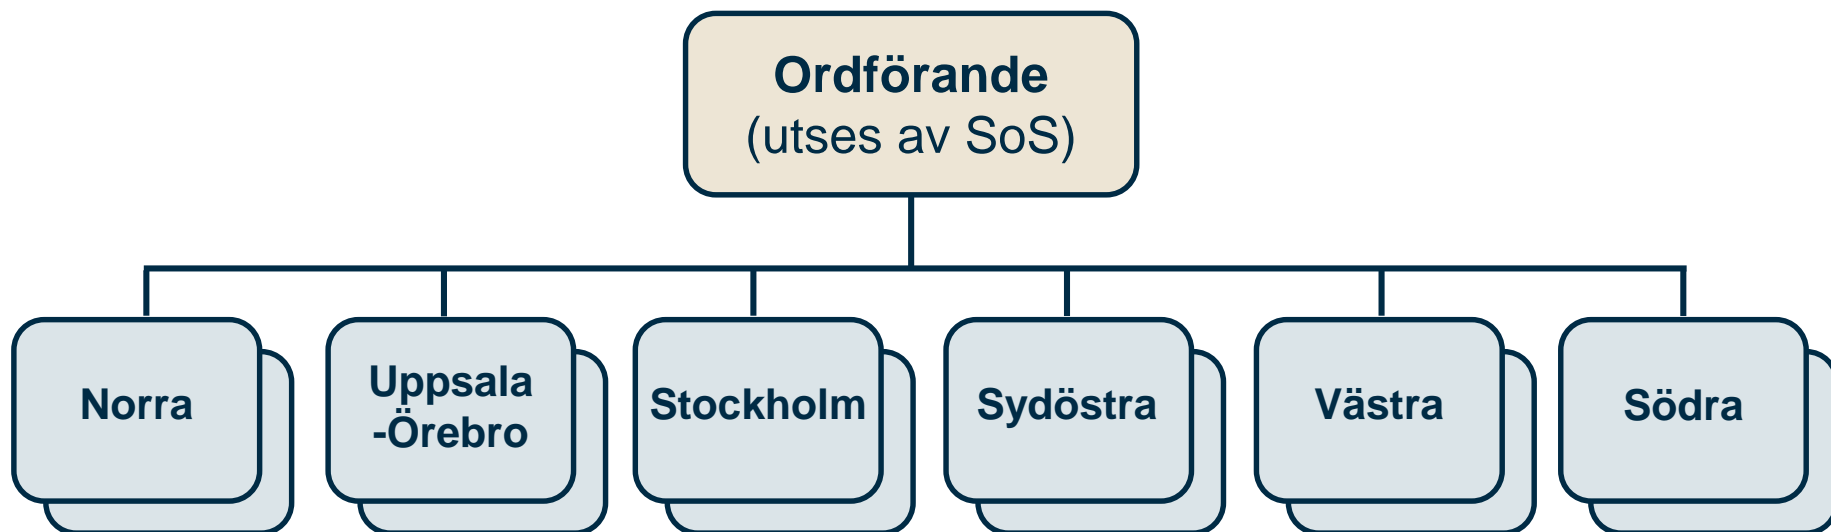 Ordförande
(utses av SoS)
Norra
Uppsala
-Örebro
Stockholm
Sydöstra
Västra
Södra